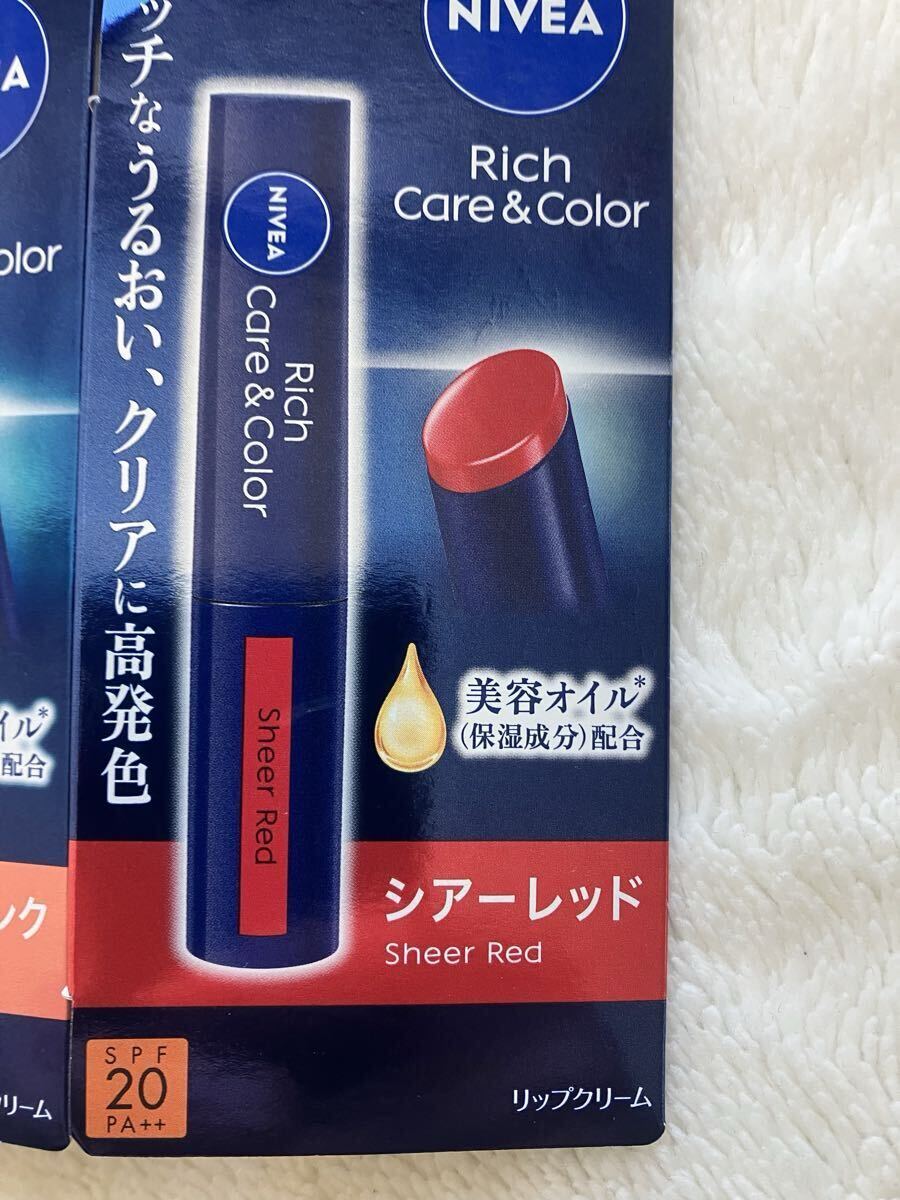 A
olor
イル*
配合
ンク
クリーム
ッチなうるおい、クリアに高発色
NIVEA
Rich
Care & Color
NIVEA
Rich
Care & Color
Sheer Red
美容オイル*
(保湿成分)配合
シアーレッド
Sheer Red
SPF
20
PA++
リップクリーム